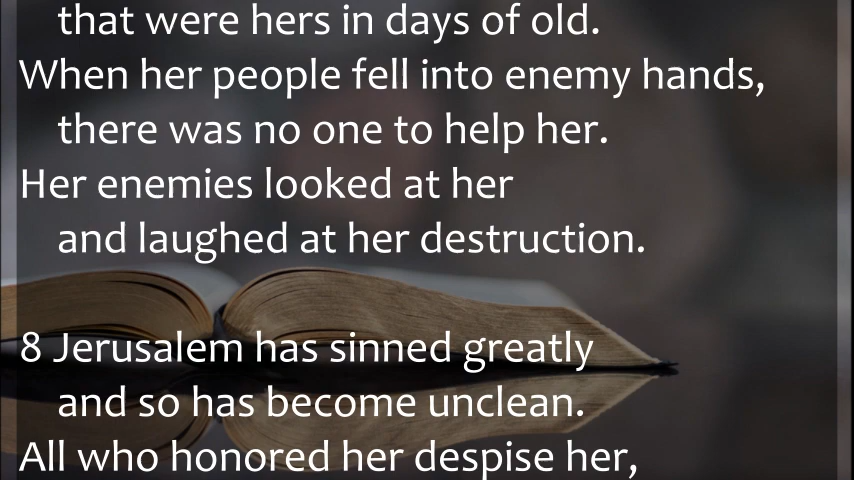 that were hers in days of old.
When her people fell into enemy hands,
there was no one to help her.
Her enemies looked at her
and laughed at her destruction.
8 Jerusalem has sinned greatly
and so has become unclean.
All who honored her despise her,